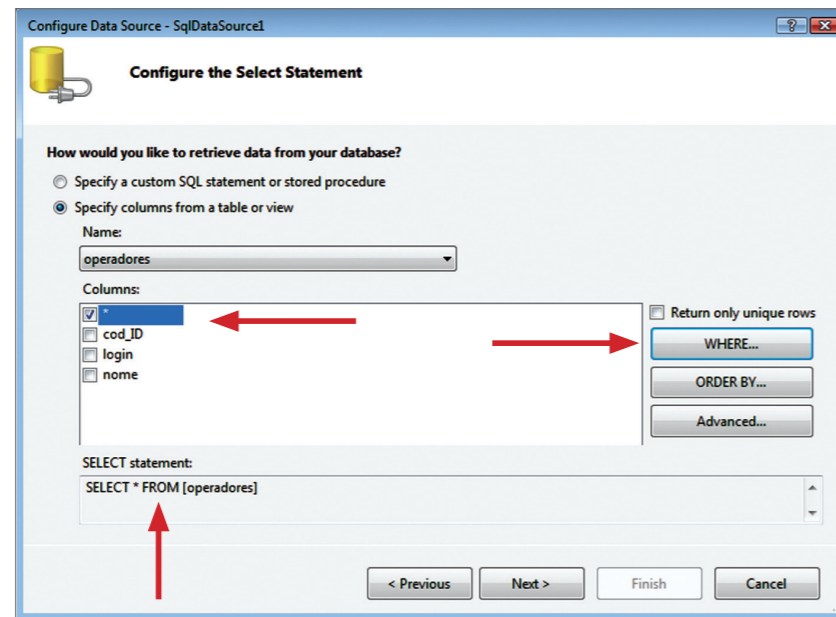 Configure Data Source - SqlDataSource1
Configure the Select Statement
How would you like to retrieve data from your database?
Specify a custom SQL statement or stored procedure
Specify columns from a table or view
Name:
operadores
Columns:
*
Return only unique rows
cod_ID
WHERE...
login
nome
ORDER BY...
Advanced...
SELECT statement:
SELECT * FROM [operadores]
< Previous Next > Finish Cancel